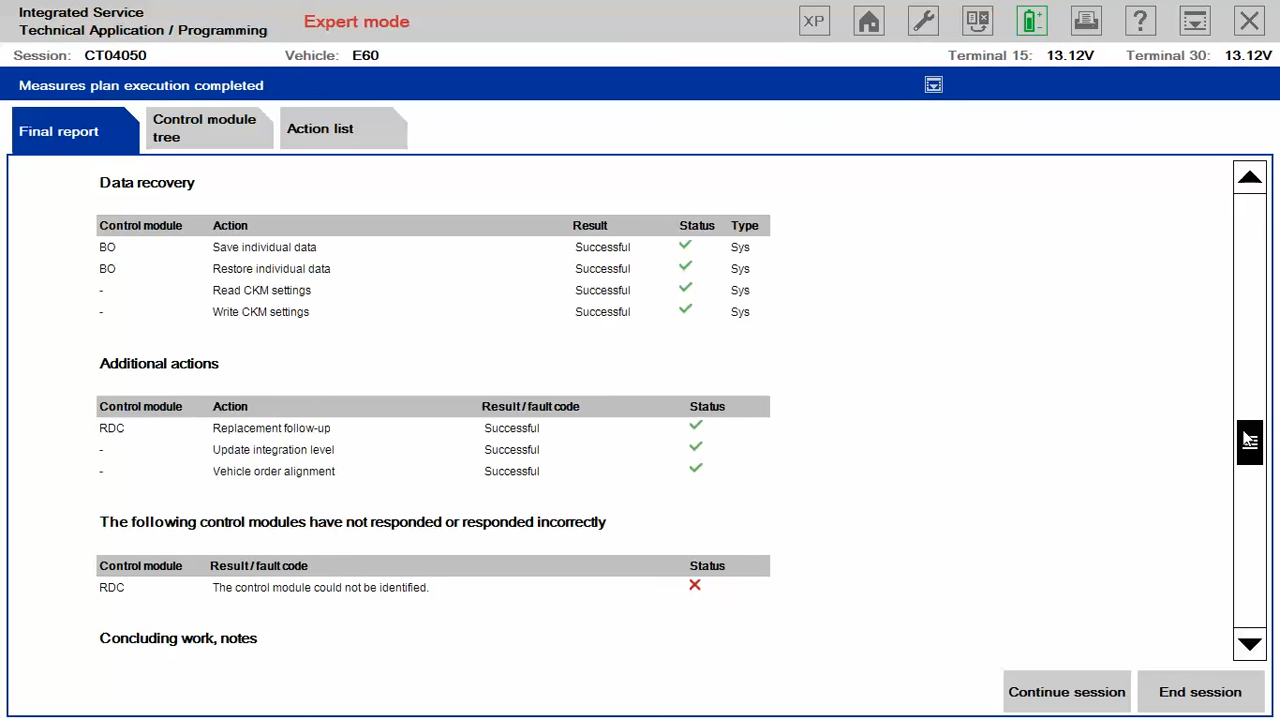 Integrated Service
Technical Application / Programming
Expert mode
XP
Session: CT04050 Vehicle: E60 Terminal 15: 13.12V Terminal 30: 13.12V
Measures plan execution completed
Final report
Control module
tree
Action list
Data recovery
Control module Action Result Status Type
BO Save individual data Successful Sys
BO Restore individual data Successful Sys
- Read CKM settings Successful Sys
- Write CKM settings Successful Sys
Additional actions
Control module Action Result / fault code Status
RDC Replacement follow-up Successful
- Update integration level Successful
- Vehicle order alignment Successful
The following control modules have not responded or responded incorrectly
Control module Result / fault code Status
RDC The control module could not be identified.
Concluding work, notes
Continue session End session